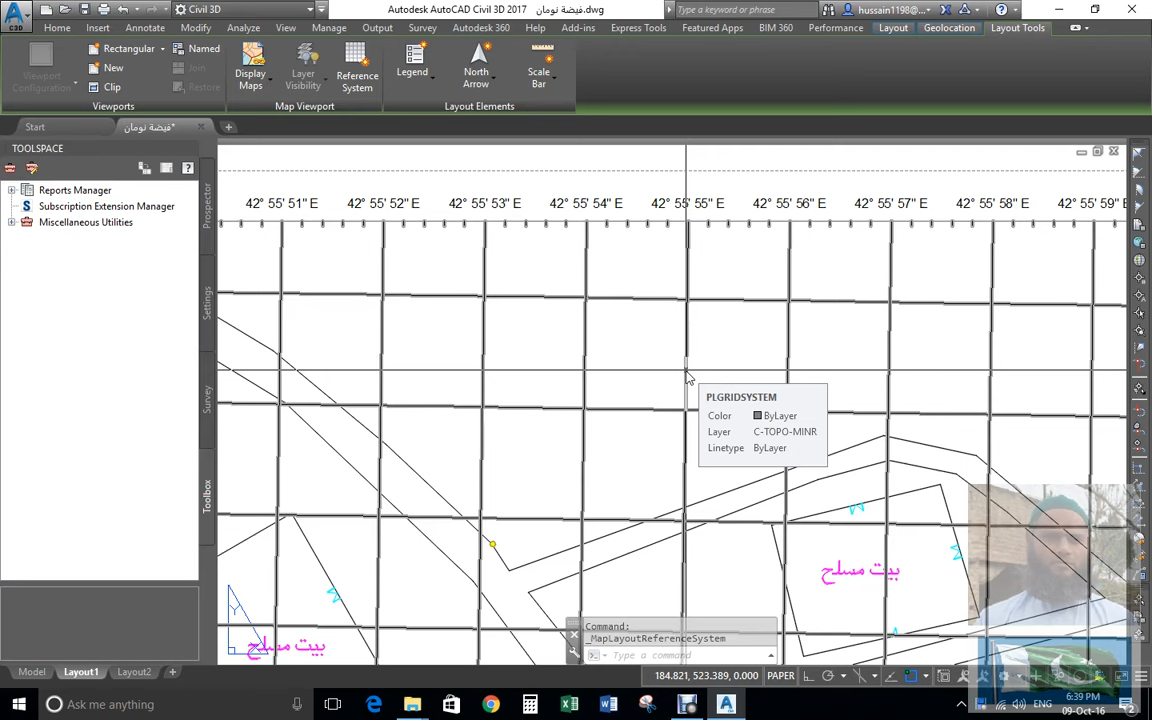 Civil 3D
Autodesk AutoCAD Civil 3D 2017 فيضة نومان.dwg
Type a keyword or phrase
hussain1198@...
C3D
Home Insert Annotate Modify Analyze View Manage Output Survey Autodesk 360 Help Add-ins Express Tools Featured Apps BIM 360 Performance Layout Geolocation Layout Tools
Viewport Configuration
Rectangular
New
Clip
Named
Join
Restore
Viewports
Display Maps
Layer Visibility
Reference System
Map Viewport
Legend
North Arrow
Scale Bar
Layout Elements
Start
فيضة نومان*
TOOLSPACE
Reports Manager
Subscription Extension Manager
Miscellaneous Utilities
Prospector
Settings
Survey
Toolbox
42° 55' 51" E 42° 55' 52" E 42° 55' 53" E 42° 55' 54" E 42° 55' 55" E 42° 55' 56" E 42° 55' 57" E 42° 55' 58" E 42° 55' 59" E
PLGRIDSYSTEM
Color ByLayer
Layer C-TOPO-MINR
Linetype ByLayer
بيت مسلح
بيت مسلح
Command:
_MapLayoutReferenceSystem
Type a command
Model Layout1 Layout2
184.821, 523.389, 0.000 PAPER
Ask me anything
ENG
6:39 PM
09-Oct-16